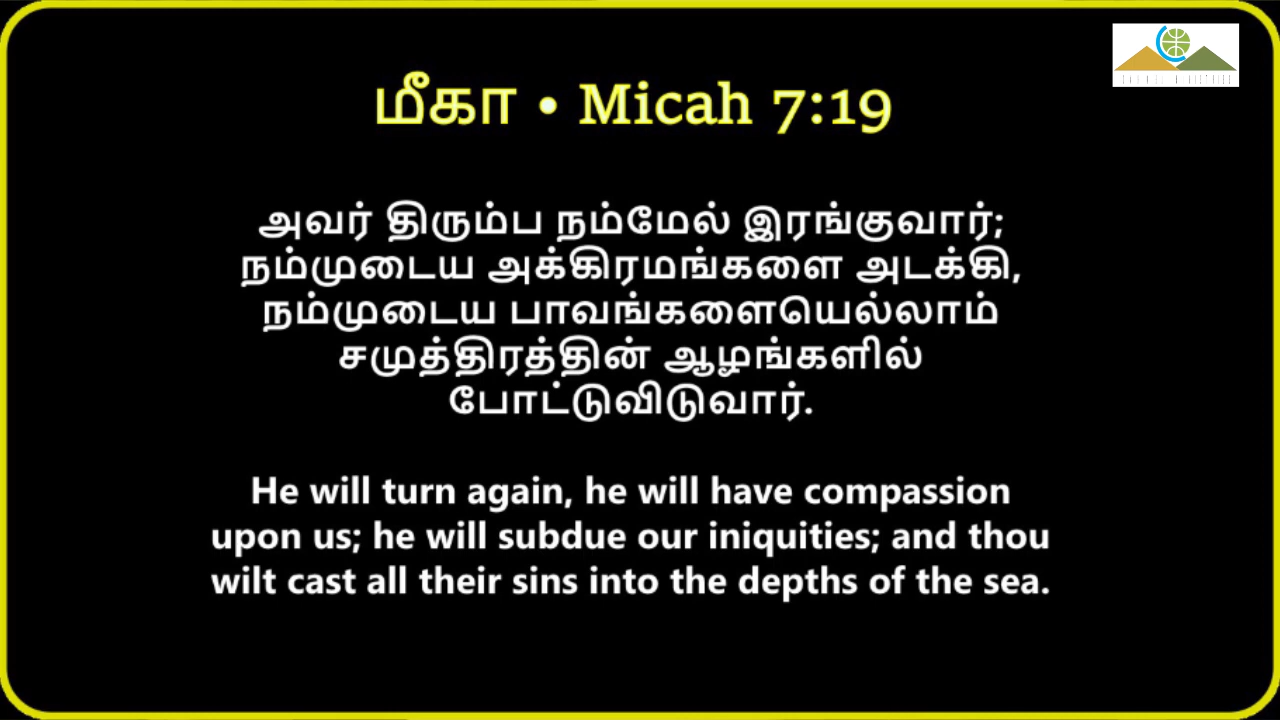 மீகா • Micah 7:19
அவர் திரும்ப நம்மேல் இரங்குவார்;
நம்முடைய அக்கிரமங்களை அடக்கி,
நம்முடைய பாவங்களையெல்லாம்
சமுத்திரத்தின் ஆழங்களில்
போட்டுவிடுவார்.
He will turn again, he will have compassion
upon us; he will subdue our iniquities; and thou
wilt cast all their sins into the depths of the sea.